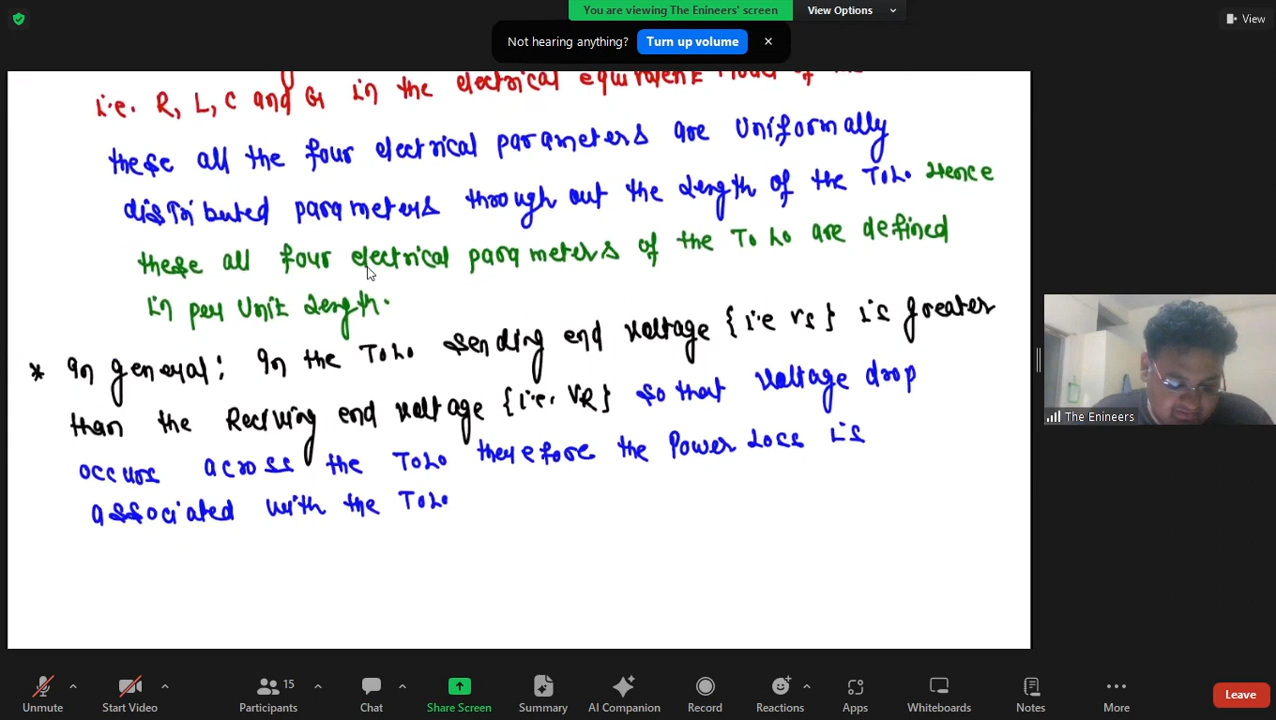 You are viewing The Enineers' screen
View Options
View
Not hearing anything?
Turn up volume
i.e. R, L, C and G in the electrical equivalent model of the
these all the four electrical parameters are uniformally
distributed parameters through out the Length of the T.L. Hence
these all four electrical parameters of the T.L. are defined
in per unit Length.
* In general: In the T.L. sending end voltage {i.e Vs} is greater
than the Reciving end voltage {i.e. VR} so that voltage drop
occurs across the T.L. therefore the Power Loss is
associated with the T.L.
The Enineers
Unmute
Start Video
15
Participants
Chat
Share Screen
Summary
AI Companion
Record
Reactions
Apps
Whiteboards
Notes
More
Leave